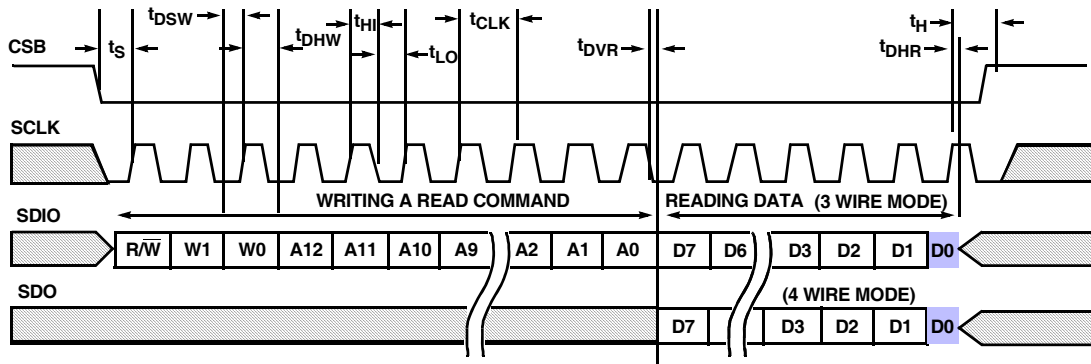 tDSW tHI tCLK tH
CSB tS tDHW tLO tDVR tDHR
SCLK
WRITING A READ COMMAND READING DATA (3 WIRE MODE)
SDIO
R/W̅ W1 W0 A12 A11 A10 A9 A2 A1 A0 D7 D6 D3 D2 D1 D0
SDO (4 WIRE MODE)
D7 D3 D2 D1 D0